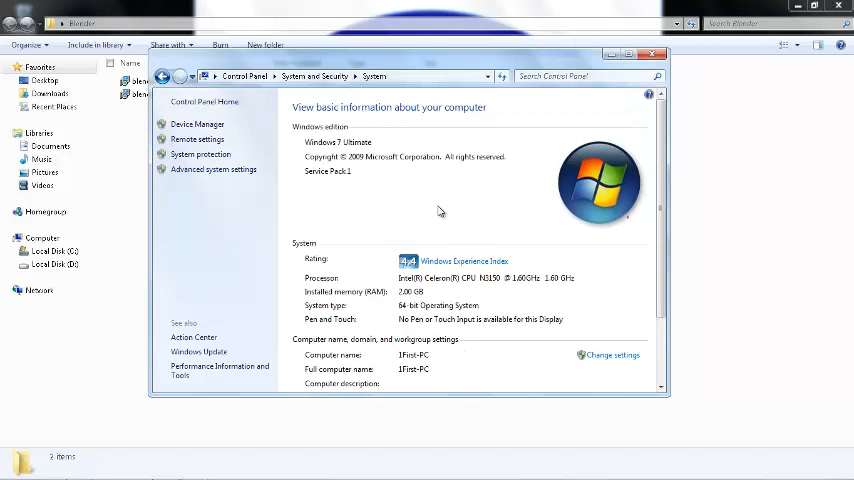 Blender
Search Blender
Organize
Include in library
Share with
Burn
New folder
Favorites
Desktop
Downloads
Recent Places
Libraries
Documents
Music
Pictures
Videos
Homegroup
Computer
Local Disk (C:)
Local Disk (D:)
Network
Name
2 items
Control Panel
System and Security
System
Search Control Panel
Control Panel Home
Device Manager
Remote settings
System protection
Advanced system settings
See also
Action Center
Windows Update
Performance Information and
Tools
View basic information about your computer
Windows edition
Windows 7 Ultimate
Copyright © 2009 Microsoft Corporation. All rights reserved.
Service Pack 1
System
Rating: 4,4 Windows Experience Index
Processor: Intel(R) Celeron(R) CPU N3150 @ 1.60GHz 1.60 GHz
Installed memory (RAM): 2.00 GB
System type: 64-bit Operating System
Pen and Touch: No Pen or Touch Input is available for this Display
Computer name, domain, and workgroup settings
Computer name: 1First-PC Change settings
Full computer name: 1First-PC
Computer description: